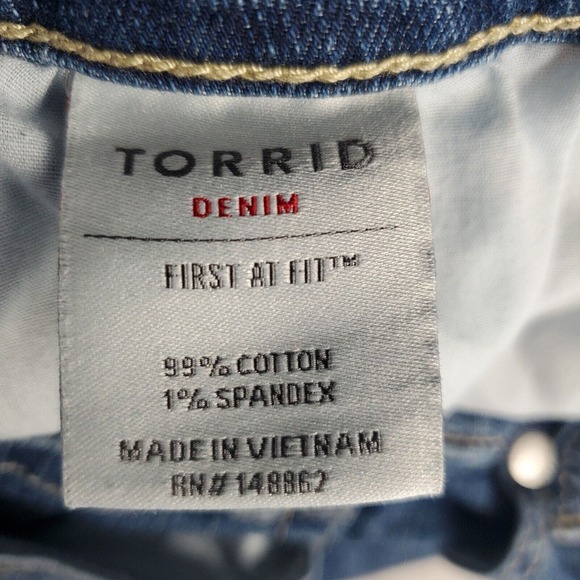 TORRID
DENIM
FIRST AT FIT™
99% COTTON
1% SPANDEX
MADE IN VIETNAM
RN# 148862